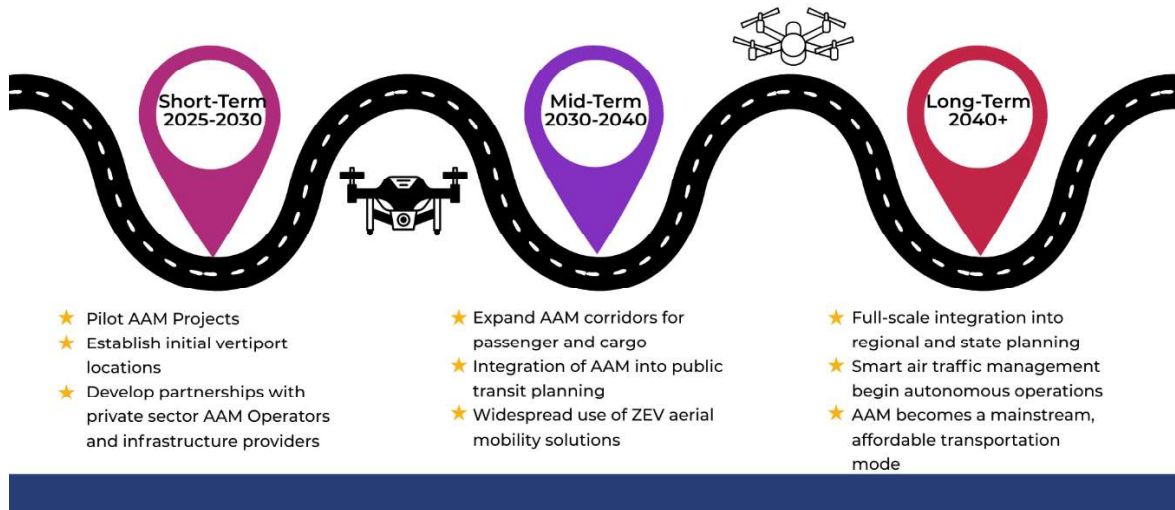 Short-Term
2025-2030
Pilot AAM Projects
Establish initial vertiport
locations
Develop partnerships with
private sector AAM Operators
and infrastructure providers
Mid-Term
2030-2040
Expand AAM corridors for
passenger and cargo
Integration of AAM into public
transit planning
Widespread use of ZEV aerial
mobility solutions
Long-Term
2040+
Full-scale integration into
regional and state planning
Smart air traffic management
begin autonomous operations
AAM becomes a mainstream,
affordable transportation
mode